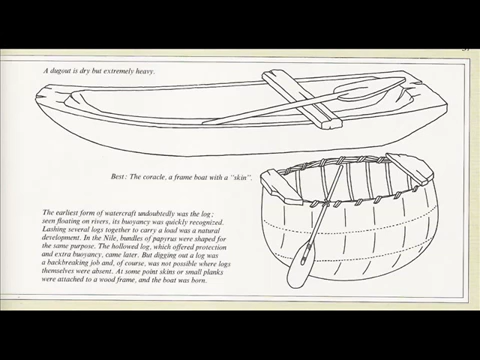 A dugout is dry but extremely heavy.
Best: The coracle, a frame boat with a "skin".
The earliest form of watercraft undoubtedly was the log;
seen floating on rivers, its buoyancy was quickly recognized.
Lashing several logs together to carry a load was a natural
development. In the Nile, bundles of papyrus were shaped for
the same purpose. The hollowed log, which offered protection
and extra buoyancy, came later. But digging out a log was
a backbreaking job and, of course, was not possible where logs
themselves were absent. At some point skins or small planks
were attached to a wood frame, and the boat was born.